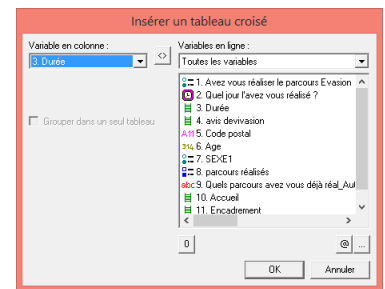 Insérer un tableau croisé
Variable en colonne :
3. Durée
<>
Grouper dans un seul tableau
Variables en ligne :
Toutes les variables
1. Avez vous réaliser le parcours Evasion
2. Quel jour l'avez vous réalisé ?
3. Durée
4. avis devivasion
A11 5. Code postal
314 6. Age
7. SEXE1
8. parcours réalisés
abc 9. Quels parcours avez vous déjà réal_Aut
10. Accueil
11. Encadrement
0
@ ...
OK Annuler